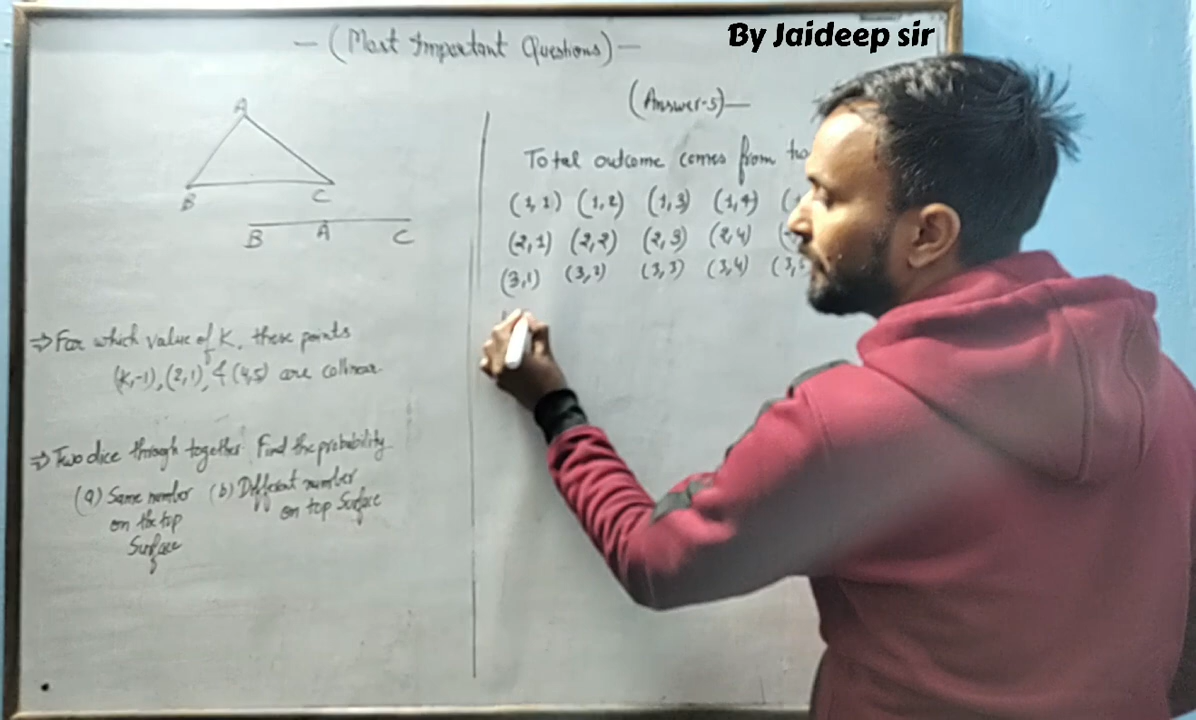 By Jaideep sir
(Most Important Questions)
A
B C
B A C
⇒ For which value of K, these points
(K,-1), (2,1), & (4,5) are collinear.
⇒ Two dice through together. Find the probability
(a) Same number (b) Different number
on the top on top Surface
Surface
(Answer-5)
Total outcome comes from
(1,1) (1,2) (1,3) (1,4)
(2,1) (2,2) (2,3) (2,4)
(3,1) (3,2) (3,3) (3,4) (3,